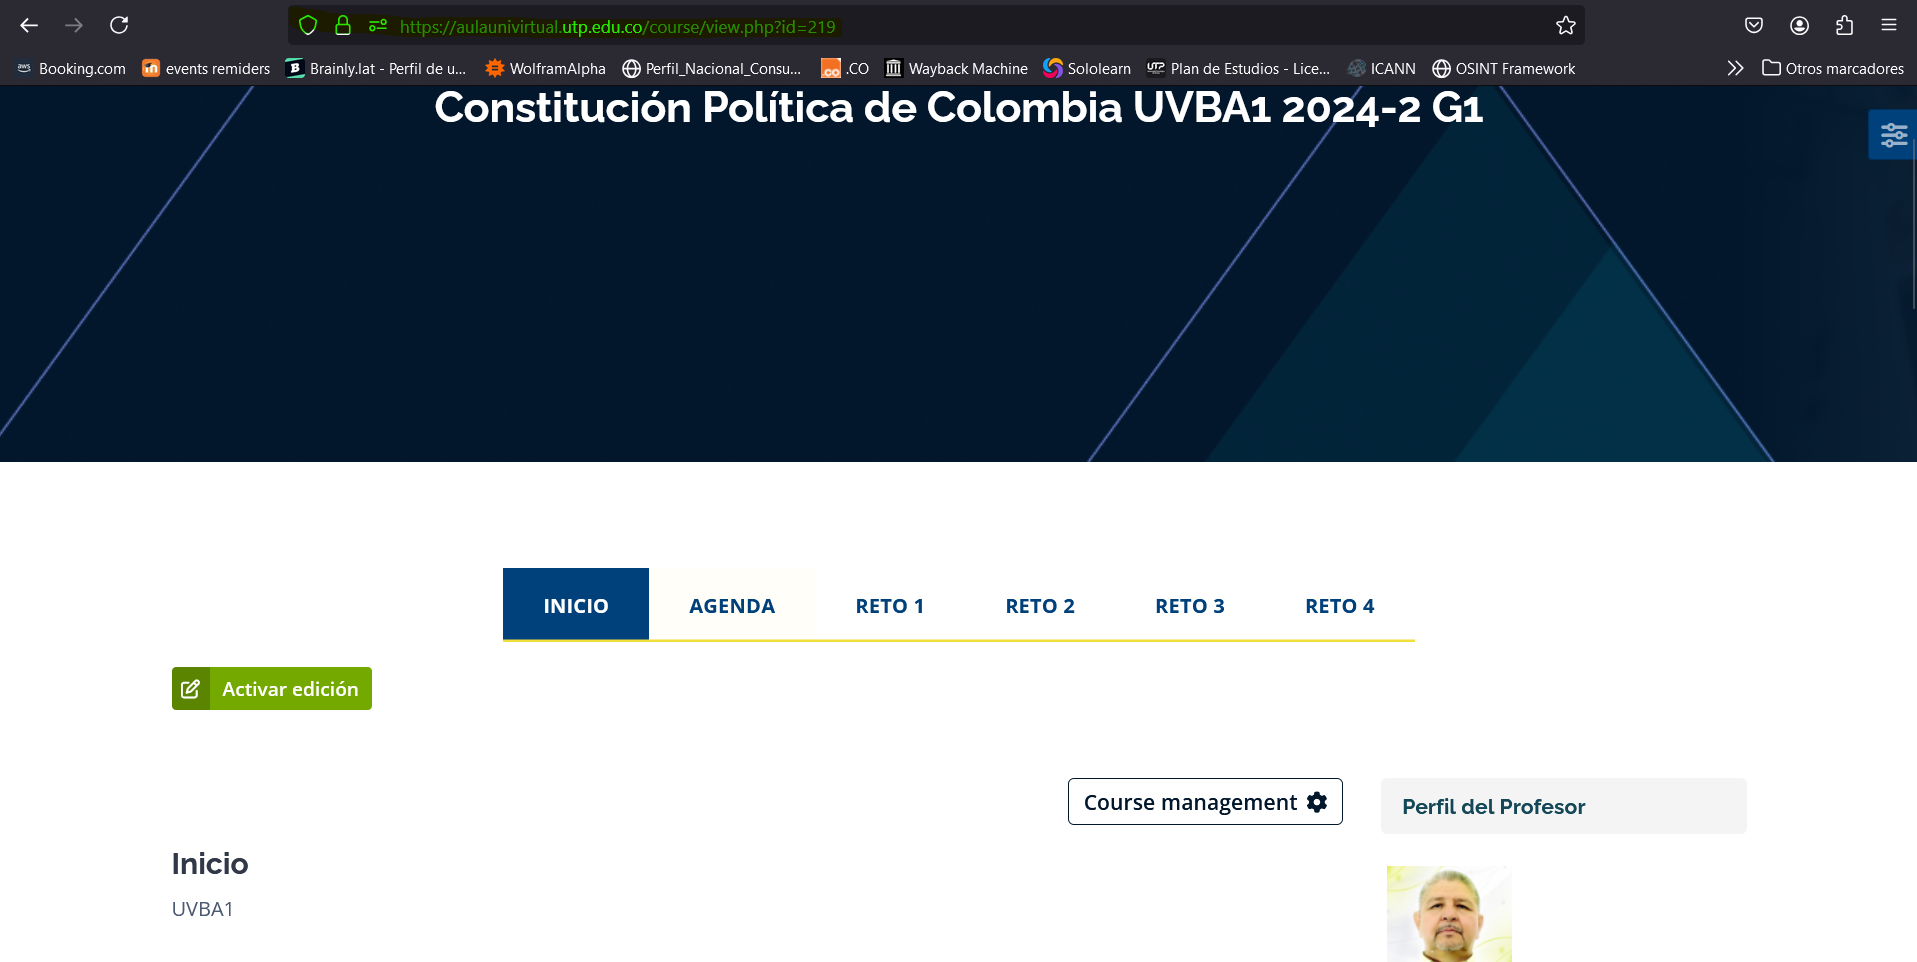 https://aulaunivirtual.utp.edu.co/course/view.php?id=219
aws Booking.com events remiders Brainly.lat - Perfil de u... WolframAlpha Perfil_Nacional_Consu... .CO Wayback Machine Sololearn UTP Plan de Estudios - Lice... ICANN OSINT Framework Otros marcadores
Constitución Política de Colombia UVBA1 2024-2 G1
INICIO AGENDA RETO 1 RETO 2 RETO 3 RETO 4
Activar edición
Course management
Perfil del Profesor
Inicio
UVBA1